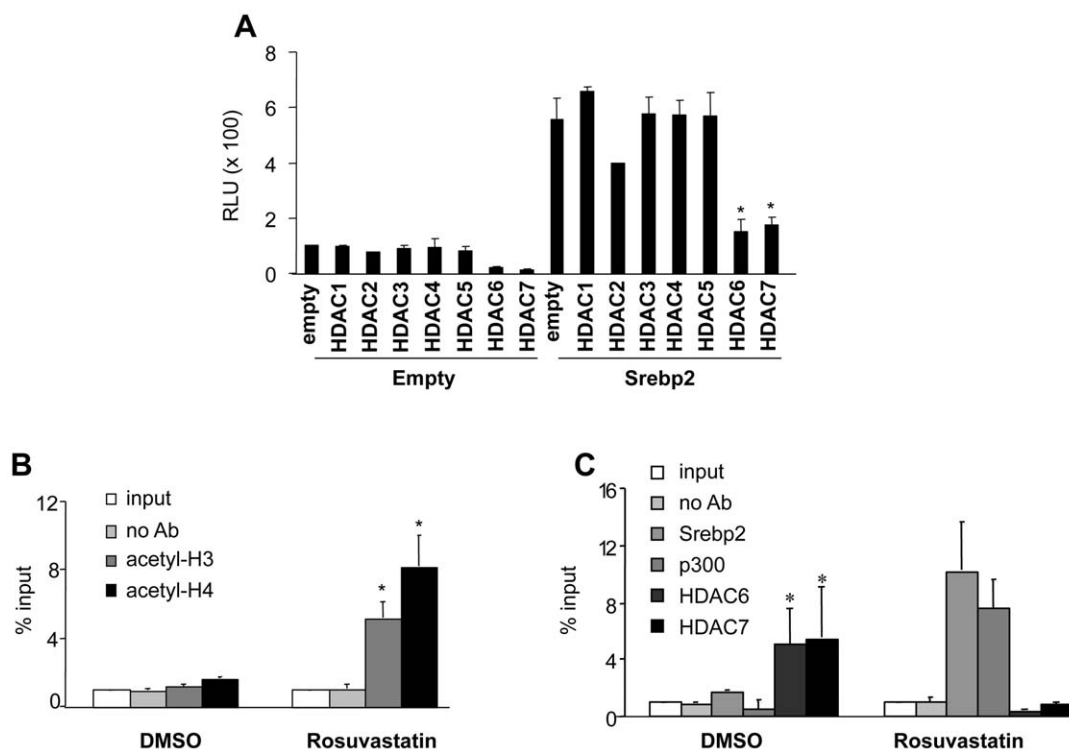 A
RLU (x 100)
8
6
4
2
0
*
*
empty
HDAC1
HDAC2
HDAC3
HDAC4
HDAC5
HDAC6
HDAC7
empty
HDAC1
HDAC2
HDAC3
HDAC4
HDAC5
HDAC6
HDAC7
Empty
Srebp2
B
% input
12
8
4
0
input
no Ab
acetyl-H3
acetyl-H4
*
*
DMSO
Rosuvastatin
C
% input
16
12
8
4
0
input
no Ab
Srebp2
p300
HDAC6
HDAC7
*
*
DMSO
Rosuvastatin